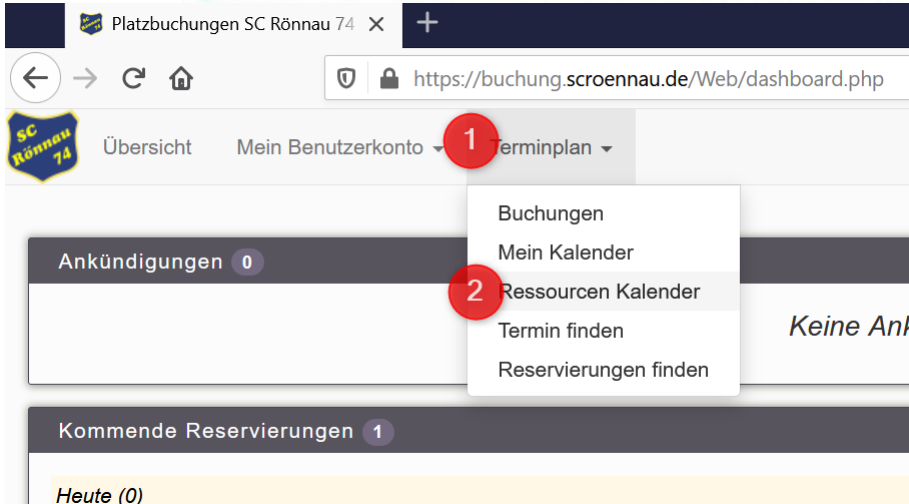 Platzbuchungen SC Rönnau 74
https://buchung.scroennau.de/Web/dashboard.php
SC
Rönnau
74
Übersicht
Mein Benutzerkonto
1
Terminplan
Buchungen
Mein Kalender
2
Ressourcen Kalender
Termin finden
Reservierungen finden
Ankündigungen 0
Keine
Kommende Reservierungen 1
Heute (0)